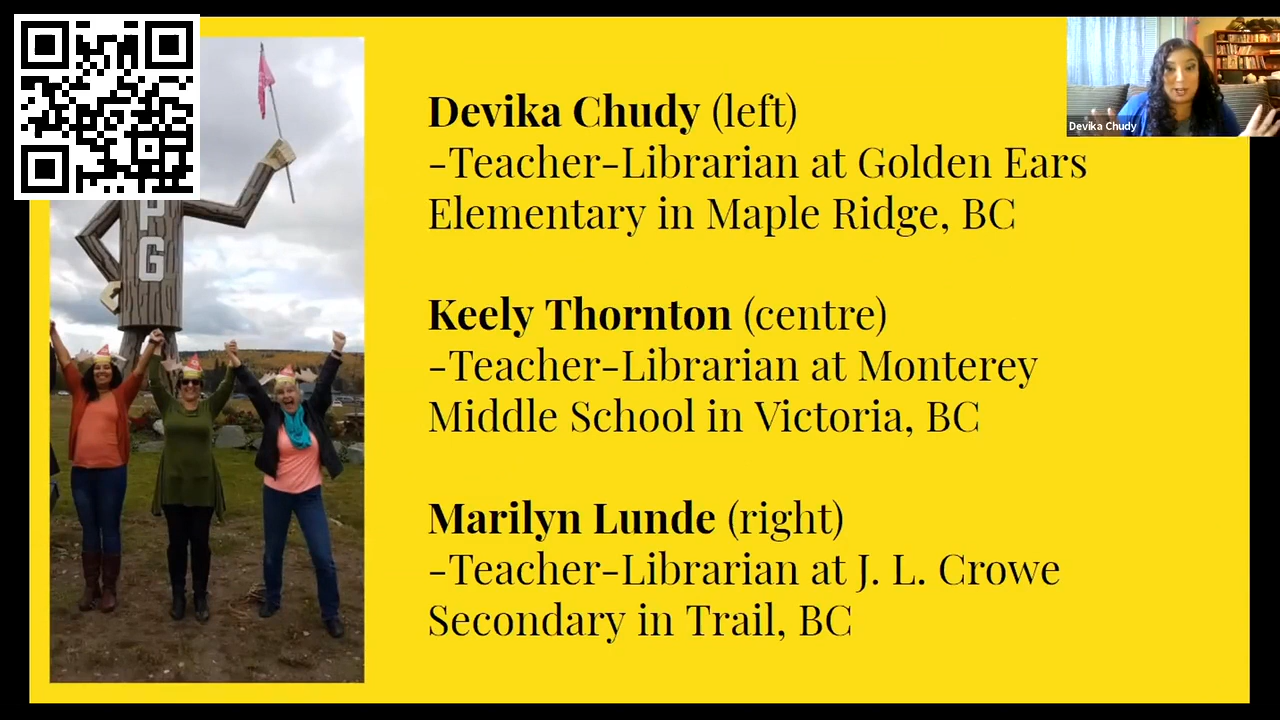 Devika Chudy (left)
-Teacher-Librarian at Golden Ears
Elementary in Maple Ridge, BC
Keely Thornton (centre)
-Teacher-Librarian at Monterey
Middle School in Victoria, BC
Marilyn Lunde (right)
-Teacher-Librarian at J. L. Crowe
Secondary in Trail, BC
PG
Devika Chudy